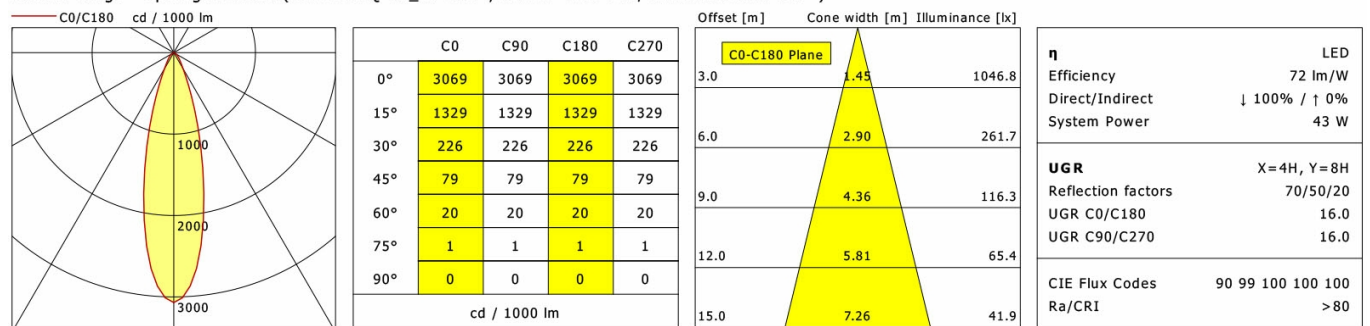 C0/C180 cd / 1000 lm
1000
2000
3000
C0 C90 C180 C270
0° 3069 3069 3069 3069
15° 1329 1329 1329 1329
30° 226 226 226 226
45° 79 79 79 79
60° 20 20 20 20
75° 1 1 1 1
90° 0 0 0 0
cd / 1000 lm
Offset [m] Cone width [m] Illuminance [lx]
C0-C180 Plane
3.0 1.45 1046.8
6.0 2.90 261.7
9.0 4.36 116.3
12.0 5.81 65.4
15.0 7.26 41.9
η LED
Efficiency 72 lm/W
Direct/Indirect ↓ 100% / ↑ 0%
System Power 43 W
UGR X=4H, Y=8H
Reflection factors 70/50/20
UGR C0/C180 16.0
UGR C90/C270 16.0
CIE Flux Codes 90 99 100 100 100
Ra/CRI >80